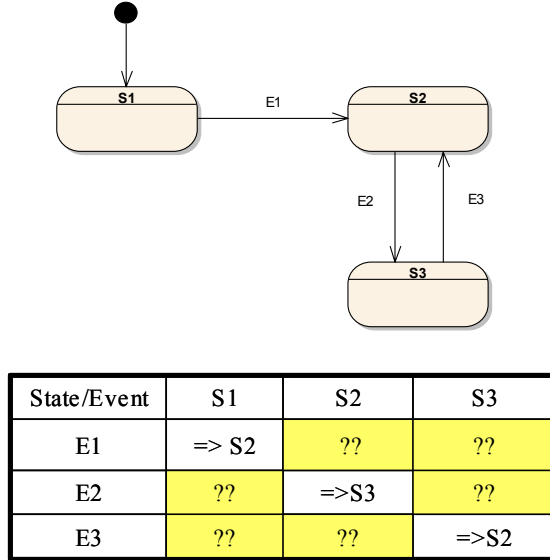 S1
E1
S2
E2
E3
S3
State/Event S1 S2 S3
E1 => S2 ?? ??
E2 ?? =>S3 ??
E3 ?? ?? =>S2